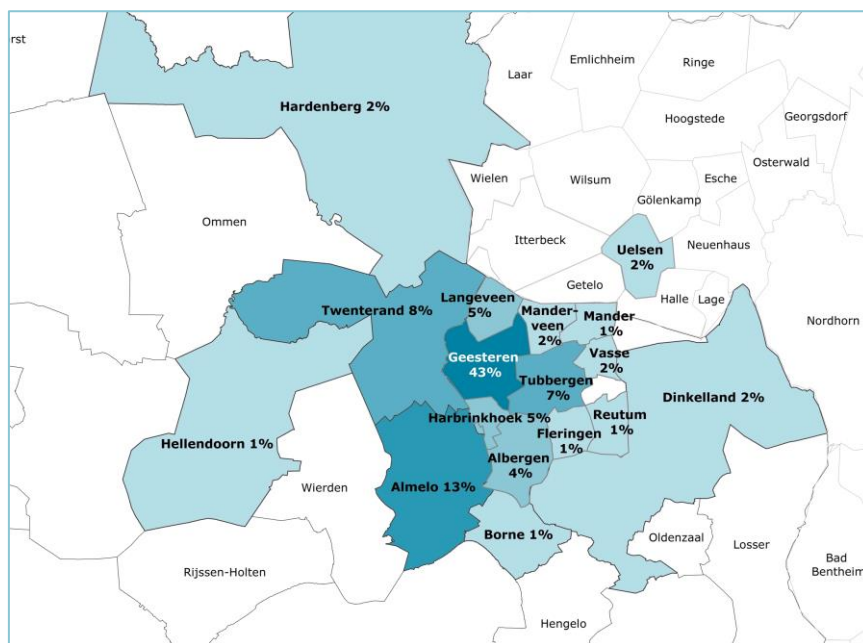 rst
Laar
Emlichheim
Ringe
Hardenberg 2%
Hoogstede
Georgsdorf
Osterwald
Wielen
Wilsum
Esche
Gölenkamp
Ommen
Itterbeck
Uelsen
2%
Neuenhaus
Getelo
Halle
Lage
Nordhorn
Twenterand 8%
Langeveen
5%
Mander-
veen
2%
Mander
1%
Geesteren
43%
Vasse
2%
Tubbergen
7%
Dinkelland 2%
Harbrinkhoek 5%
Reutum
1%
Fleringen
1%
Hellendoorn 1%
Albergen
4%
Wierden
Almelo 13%
Borne 1%
Oldenzaal
Losser
Bad
Bentheim
Rijssen-Holten
Hengelo